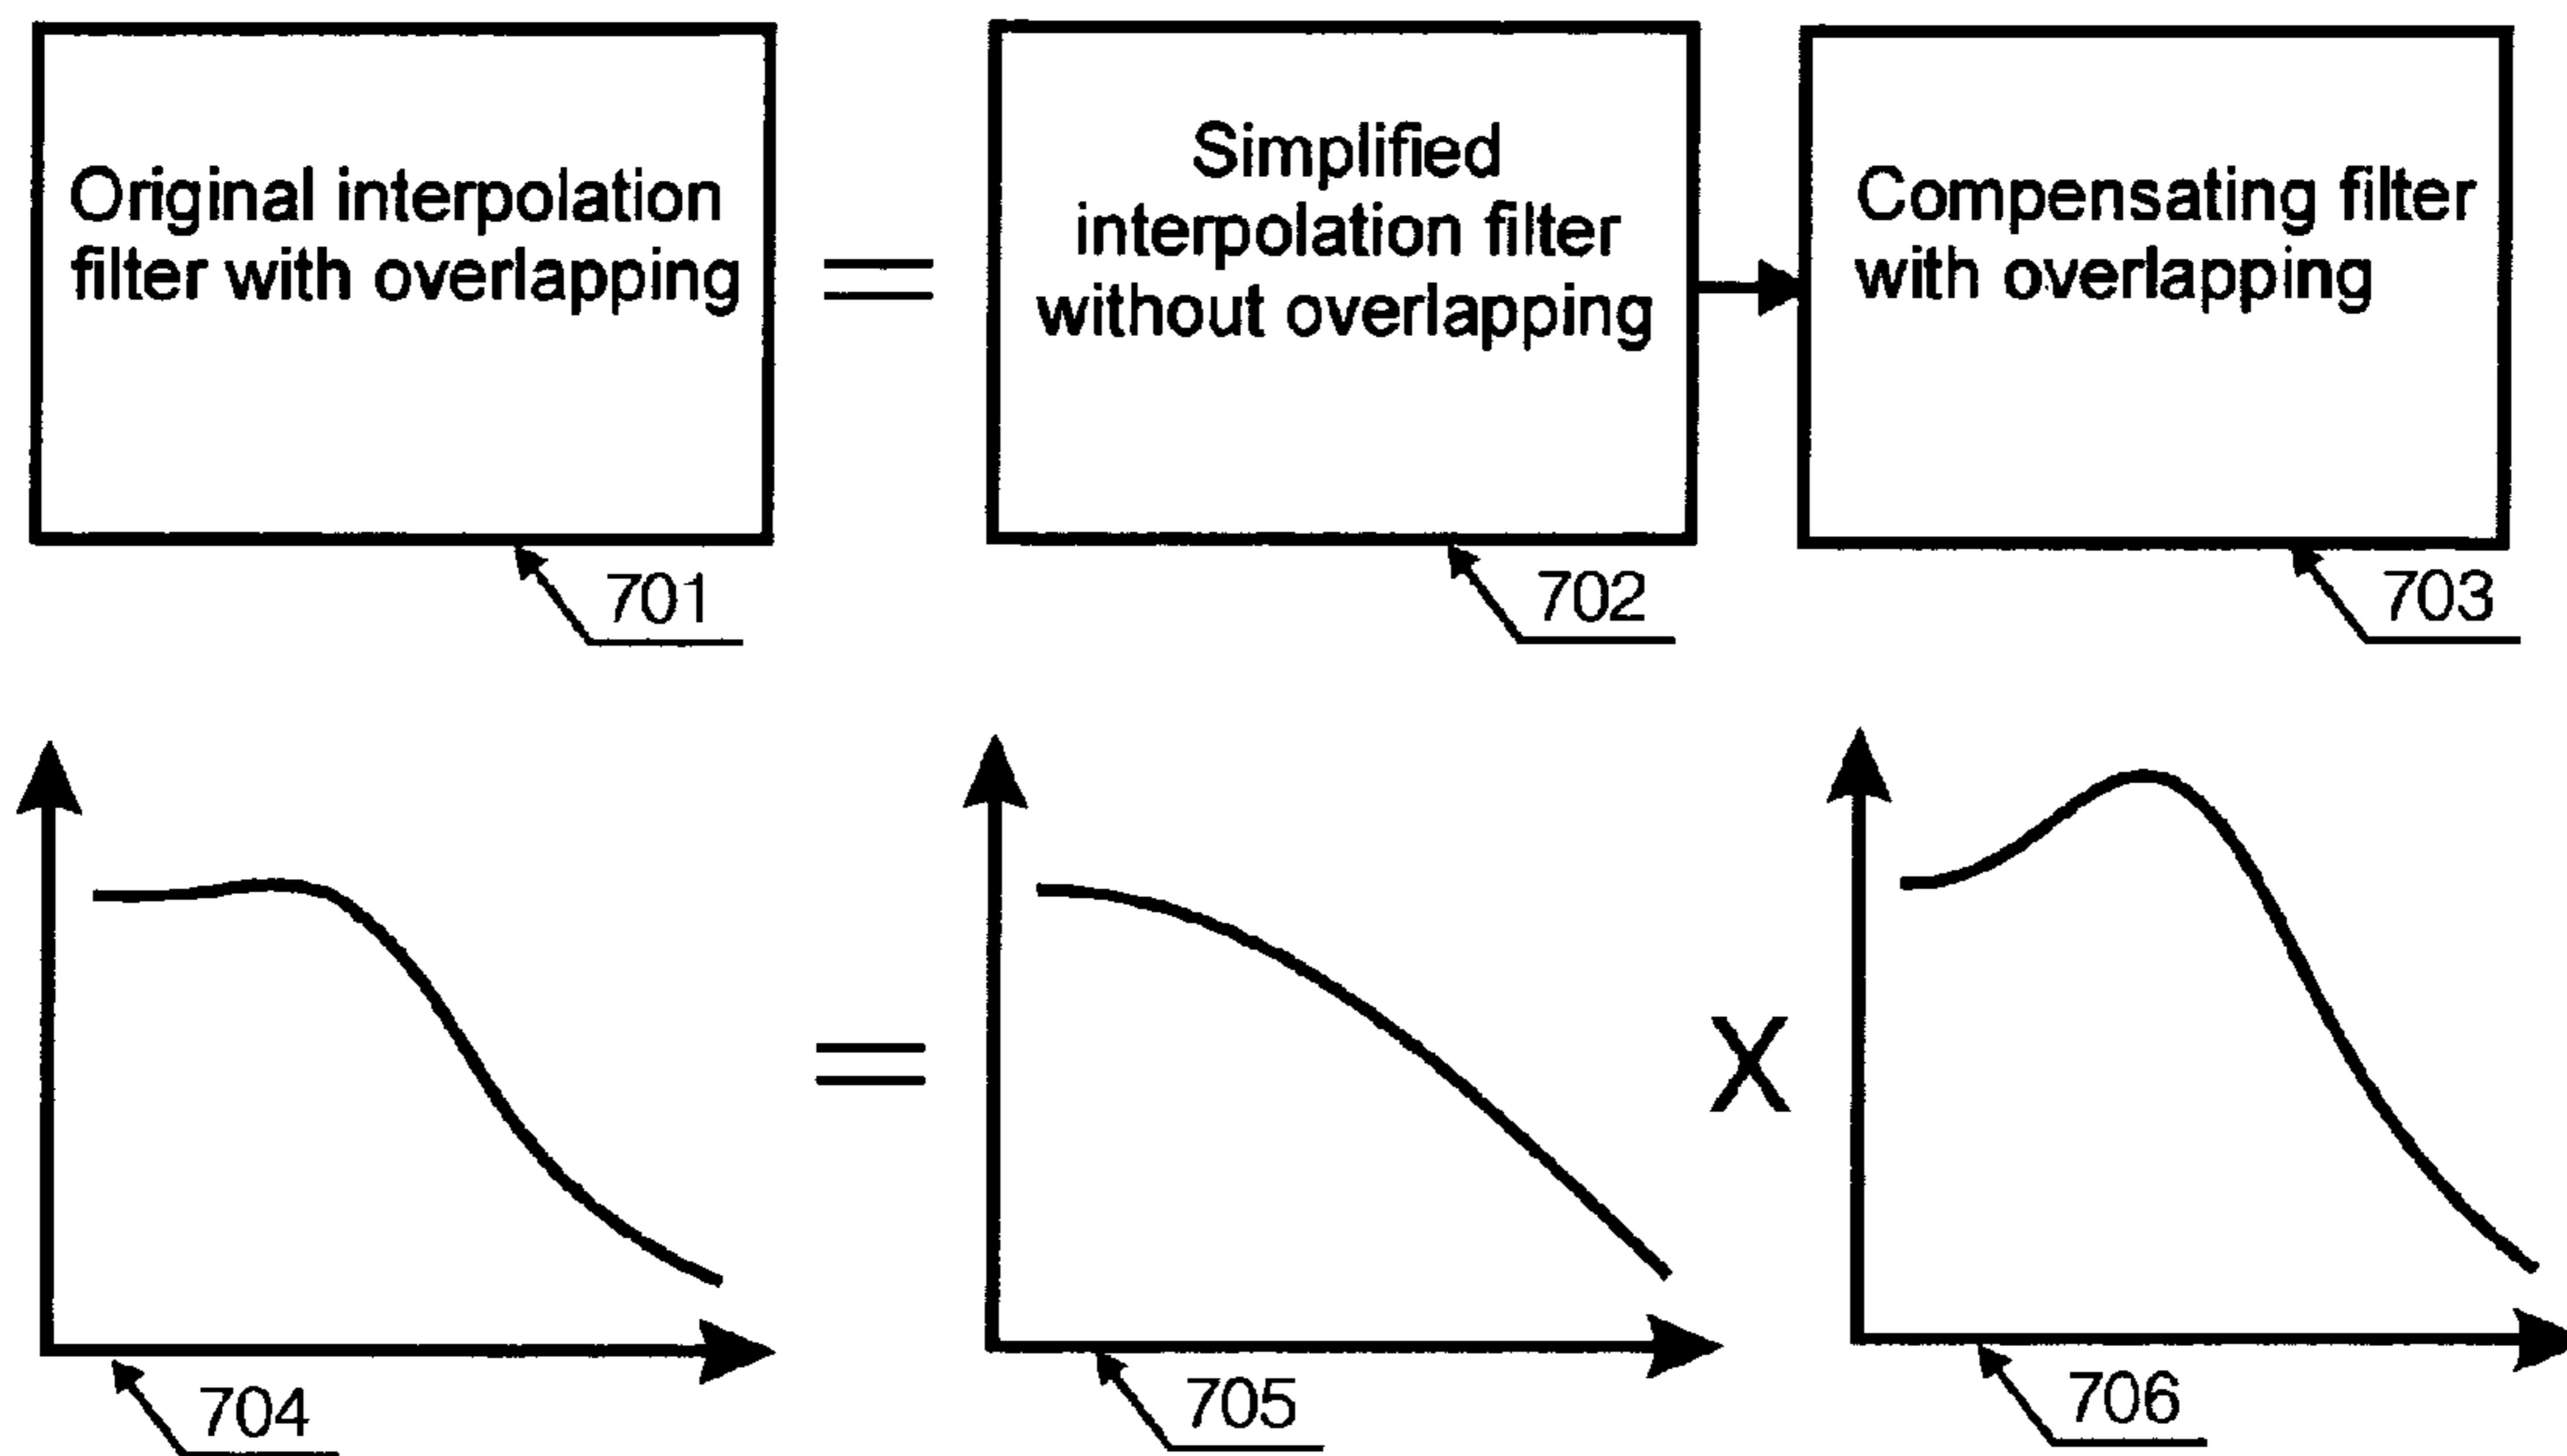 Original interpolation
filter with overlapping
=
Simplified
interpolation filter
without overlapping
Compensating filter
with overlapping
701
702
703
=
X
704
705
706